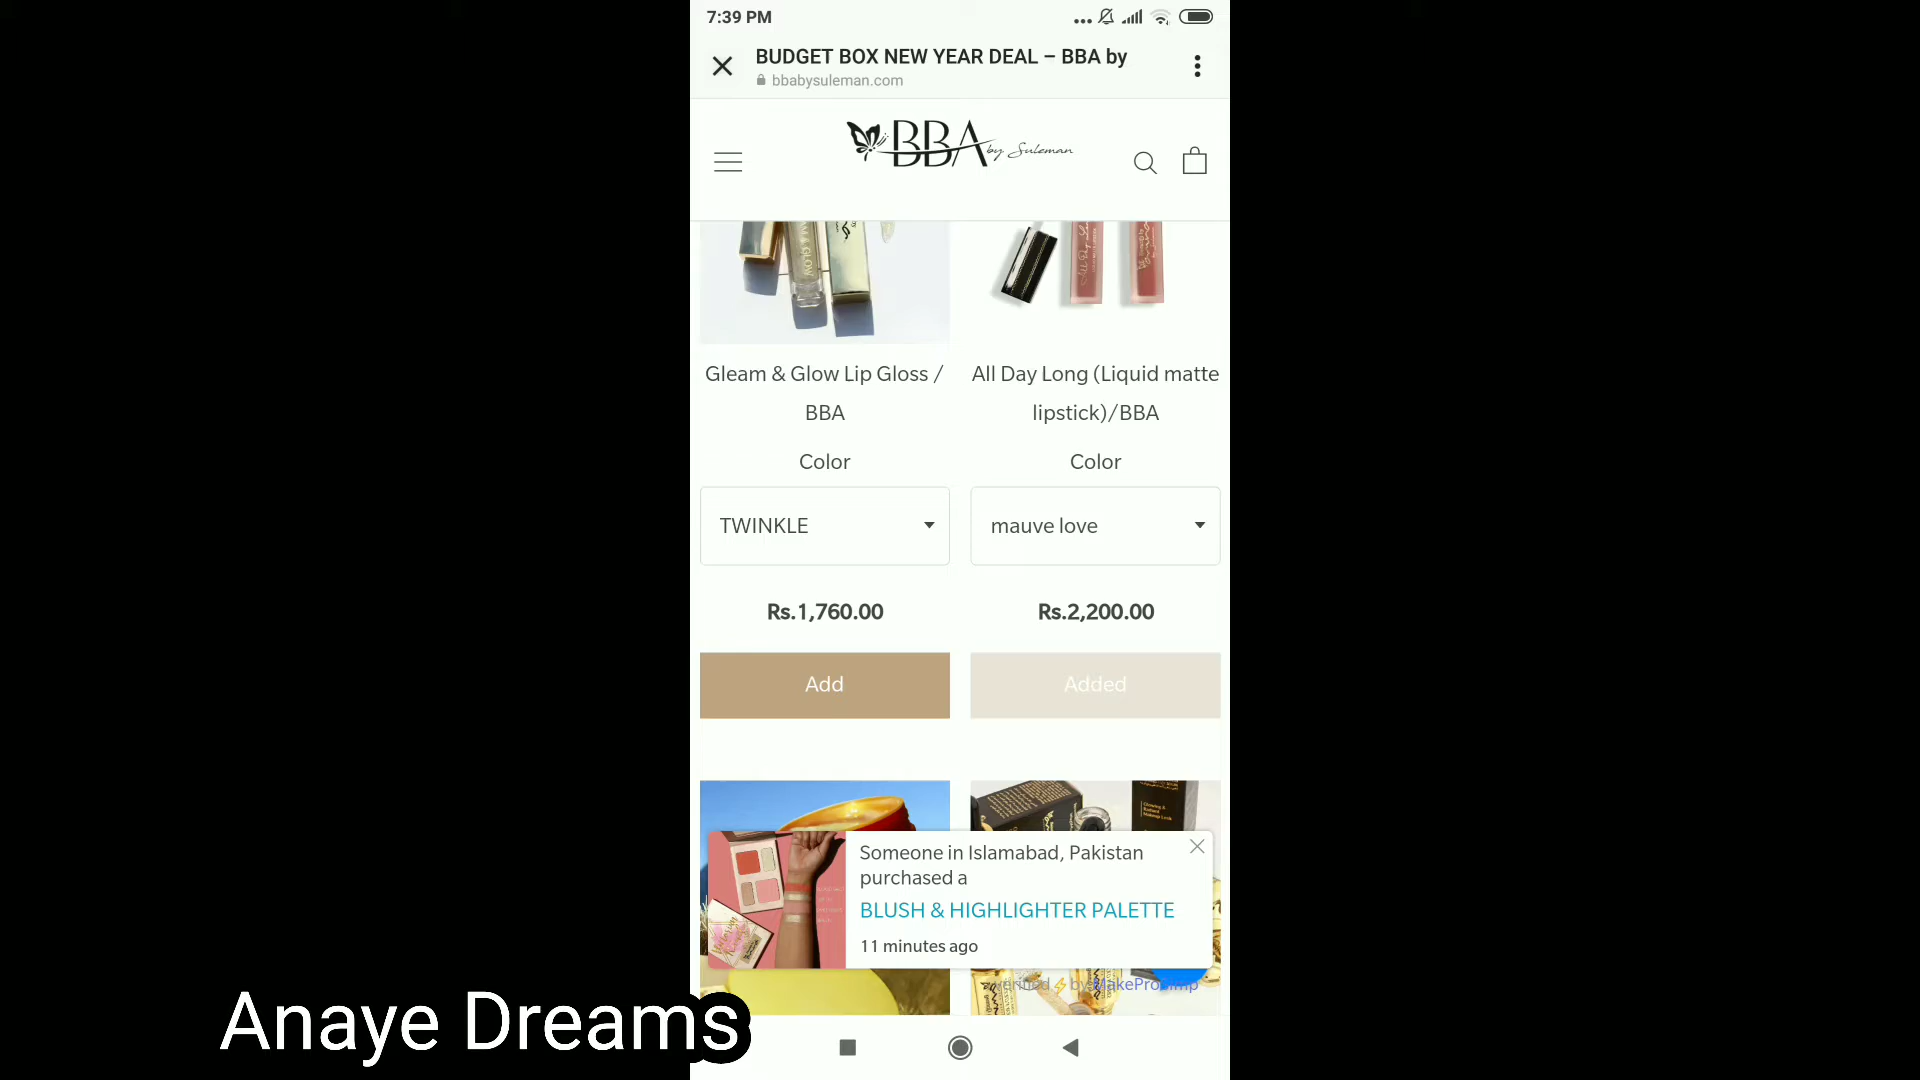 7:39 PM
BUDGET BOX NEW YEAR DEAL – BBA by
bbabysuleman.com
BBA by Suleman
Gleam & Glow Lip Gloss /
BBA
All Day Long (Liquid matte
lipstick)/BBA
Color
Color
TWINKLE
mauve love
Rs.1,760.00
Rs.2,200.00
Add
Added
Someone in Islamabad, Pakistan
purchased a
BLUSH & HIGHLIGHTER PALETTE
11 minutes ago
by
Anaye Dreams